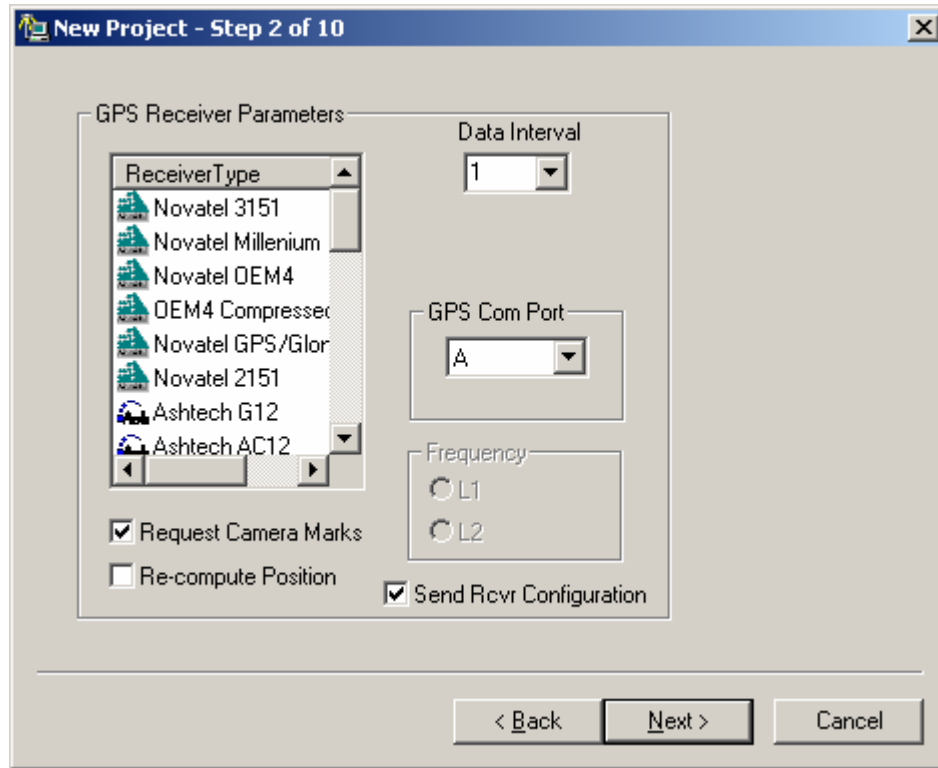 New Project - Step 2 of 10
GPS Receiver Parameters
ReceiverType
Novatel 3151
Novatel Millenium
Novatel OEM4
OEM4 Compressed
Novatel GPS/Glon
Novatel 2151
Ashtech G12
Ashtech AC12
Request Camera Marks
Re-compute Position
Data Interval
1
GPS Com Port
A
Frequency
L1
L2
Send Rcvr Configuration
< Back
Next >
Cancel